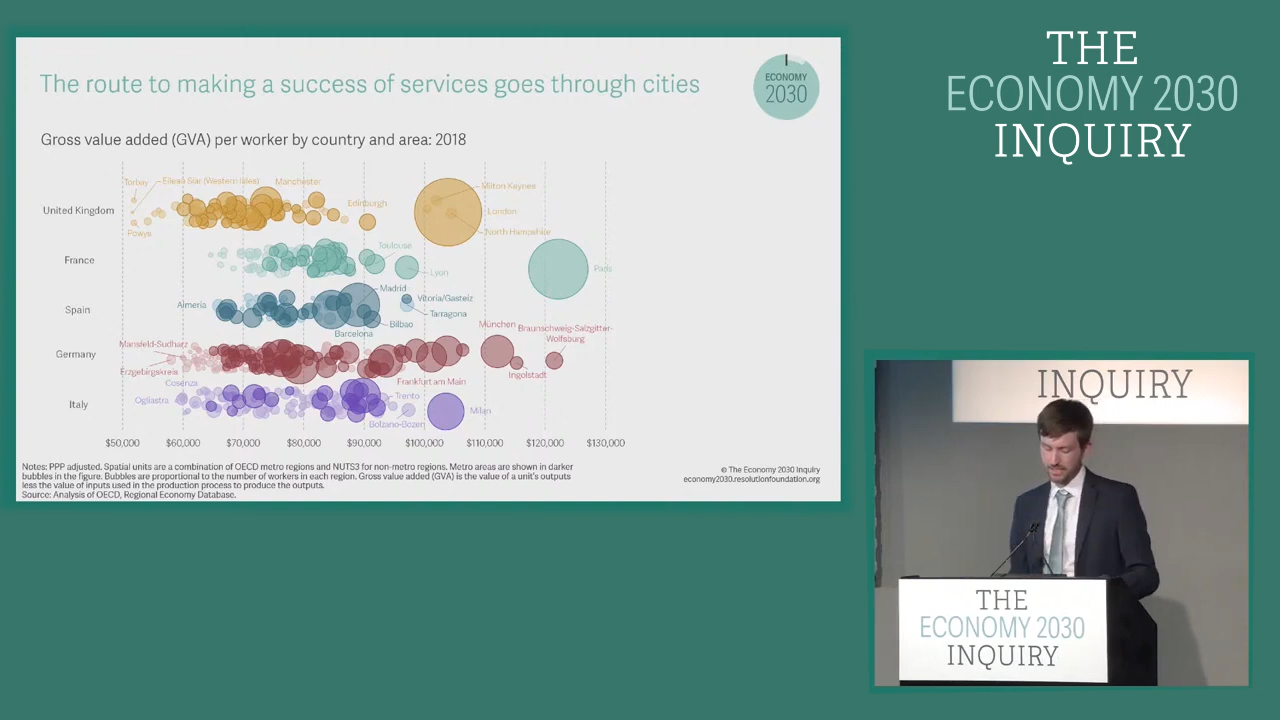 The route to making a success of services goes through cities
ECONOMY
2030
Gross value added (GVA) per worker by country and area: 2018
Torbay
Eilean Siar (Western Isles)
Manchester
Edinburgh
Milton Keynes
United Kingdom
London
Powys
North Hampshire
Toulouse
France
Lyon
Paris
Madrid
Almeria
Vitoria/Gasteiz
Spain
Tarragona
Bilbao
Barcelona
München
Braunschweig-Salzgitter-
Wolfsburg
Mansfeld-Sudharz
Germany
Erzgebirgskreis
Ingolstadt
Frankfurt am Main
Cosenza
Trento
Ogliastra
Italy
Milan
Bolzano-Bozen
$50,000 $60,000 $70,000 $80,000 $90,000 $100,000 $110,000 $120,000 $130,000
Notes: PPP adjusted. Spatial units are a combination of OECD metro regions and NUTS3 for non-metro regions. Metro areas are shown in darker
bubbles in the figure. Bubbles are proportional to the number of workers in each region. Gross value added (GVA) is the value of a unit's outputs
less the value of inputs used in the production process to produce the outputs.
Source: Analysis of OECD, Regional Economy Database.
© The Economy 2030 Inquiry
economy2030.resolutionfoundation.org
THE
ECONOMY 2030
INQUIRY
INQUIRY
THE
ECONOMY 2030
INQUIRY